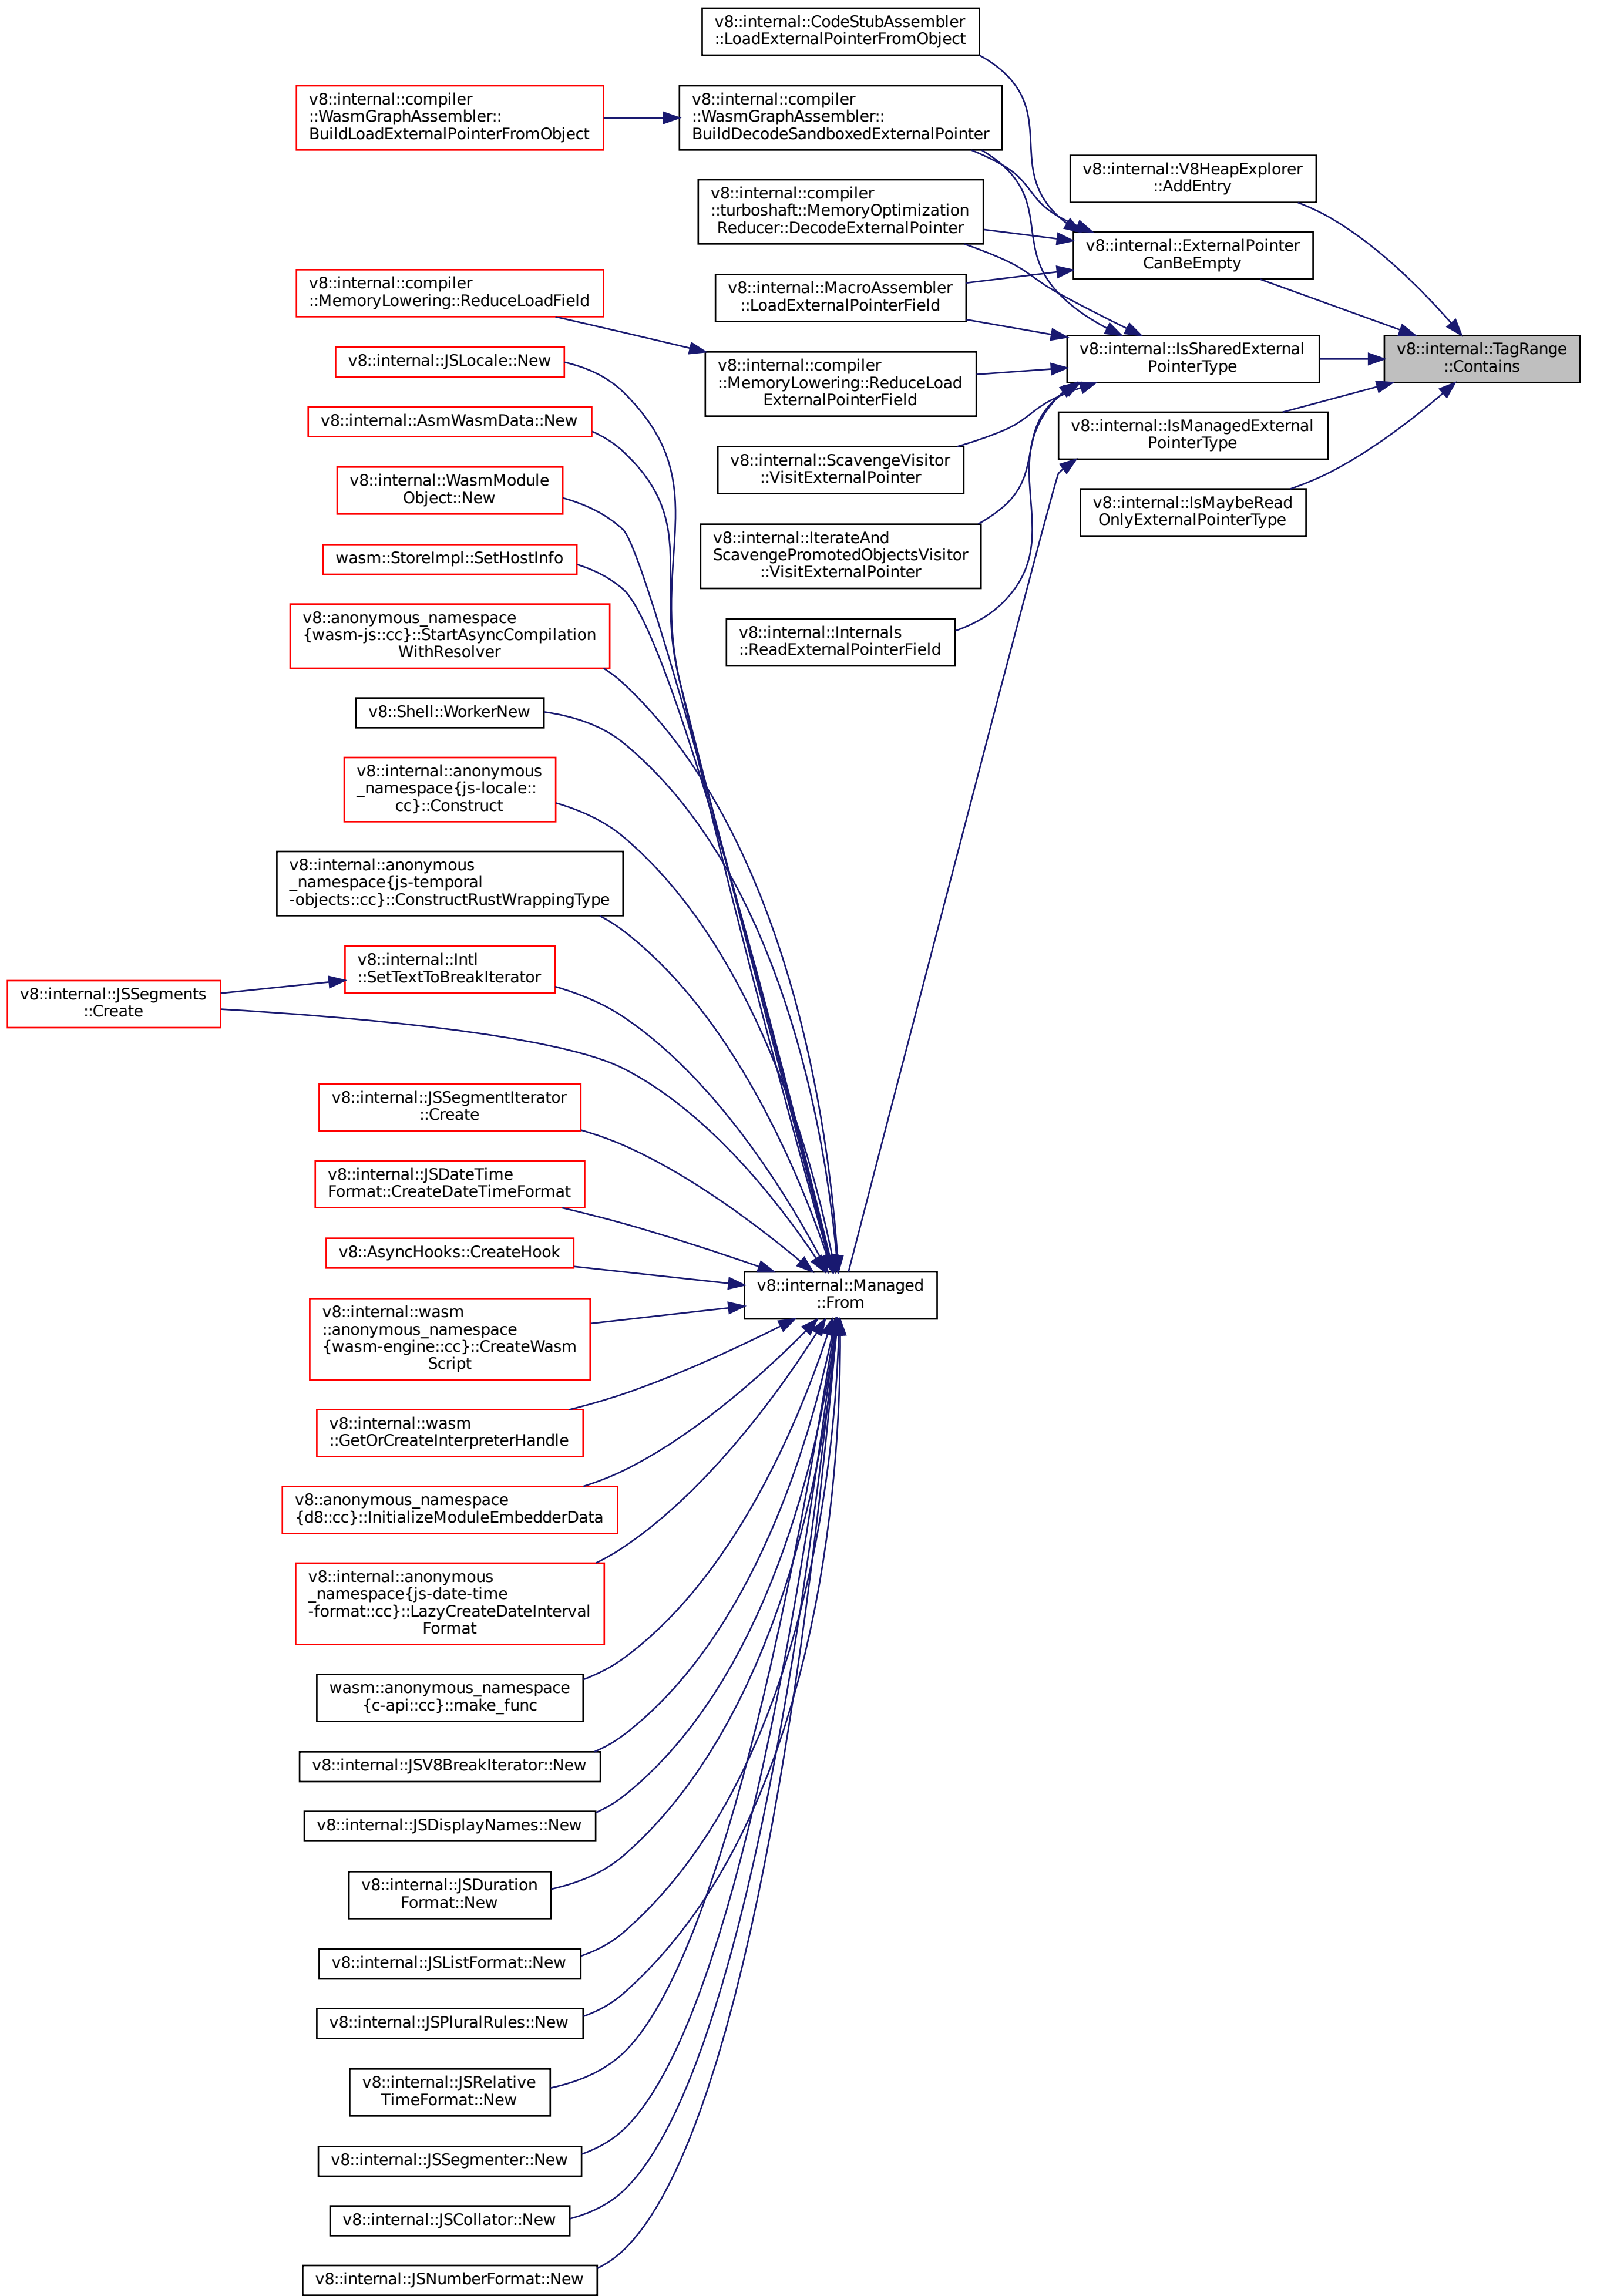 v8::internal::CodeStubAssembler
::LoadExternalPointerFromObject
v8::internal::compiler
::WasmGraphAssembler::
BuildLoadExternalPointerFromObject
v8::internal::compiler
::WasmGraphAssembler::
BuildDecodeSandboxedExternalPointer
v8::internal::V8HeapExplorer
::AddEntry
v8::internal::compiler
::turboshaft::MemoryOptimization
Reducer::DecodeExternalPointer
v8::internal::ExternalPointer
CanBeEmpty
v8::internal::compiler
::MemoryLowering::ReduceLoadField
v8::internal::MacroAssembler
::LoadExternalPointerField
v8::internal::IsSharedExternal
PointerType
v8::internal::TagRange
::Contains
v8::internal::JSLocale::New
v8::internal::compiler
::MemoryLowering::ReduceLoad
ExternalPointerField
v8::internal::AsmWasmData::New
v8::internal::IsManagedExternal
PointerType
v8::internal::ScavengeVisitor
::VisitExternalPointer
v8::internal::WasmModule
Object::New
v8::internal::IsMaybeRead
OnlyExternalPointerType
v8::internal::IterateAnd
ScavengePromotedObjectsVisitor
::VisitExternalPointer
wasm::StoreImpl::SetHostInfo
v8::anonymous_namespace
{wasm-js::cc}::StartAsyncCompilation
WithResolver
v8::internal::Internals
::ReadExternalPointerField
v8::Shell::WorkerNew
v8::internal::anonymous
_namespace{js-locale::
cc}::Construct
v8::internal::anonymous
_namespace{js-temporal
-objects::cc}::ConstructRustWrappingType
v8::internal::Intl
::SetTextToBreakIterator
v8::internal::JSSegments
::Create
v8::internal::JSSegmentIterator
::Create
v8::internal::JSDateTime
Format::CreateDateTimeFormat
v8::AsyncHooks::CreateHook
v8::internal::Managed
::From
v8::internal::wasm
::anonymous_namespace
{wasm-engine::cc}::CreateWasm
Script
v8::internal::wasm
::GetOrCreateInterpreterHandle
v8::anonymous_namespace
{d8::cc}::InitializeModuleEmbedderData
v8::internal::anonymous
_namespace{js-date-time
-format::cc}::LazyCreateDateInterval
Format
wasm::anonymous_namespace
{c-api::cc}::make_func
v8::internal::JSV8BreakIterator::New
v8::internal::JSDisplayNames::New
v8::internal::JSDuration
Format::New
v8::internal::JSListFormat::New
v8::internal::JSPluralRules::New
v8::internal::JSRelative
TimeFormat::New
v8::internal::JSSegmenter::New
v8::internal::JSCollator::New
v8::internal::JSNumberFormat::New